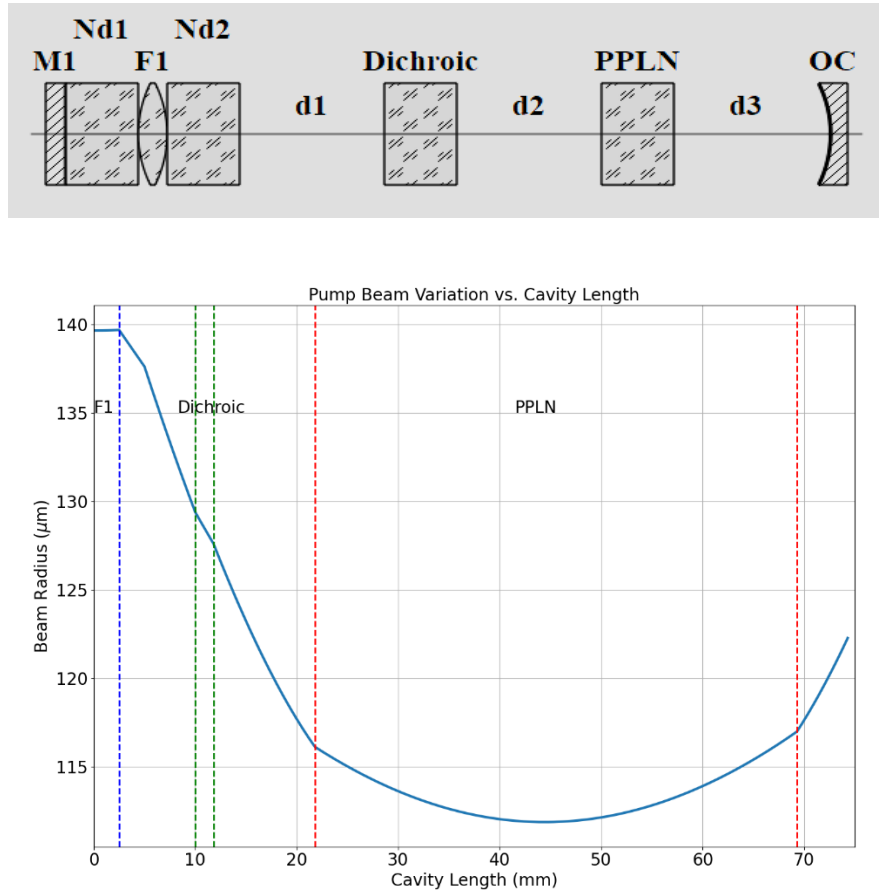 Nd1 Nd2
M1 F1 Dichroic PPLN OC
d1 d2 d3
Pump Beam Variation vs. Cavity Length
140
F1 Dichroic PPLN
135
130
125
120
115
Beam Radius (μm)
0 10 20 30 40 50 60 70
Cavity Length (mm)